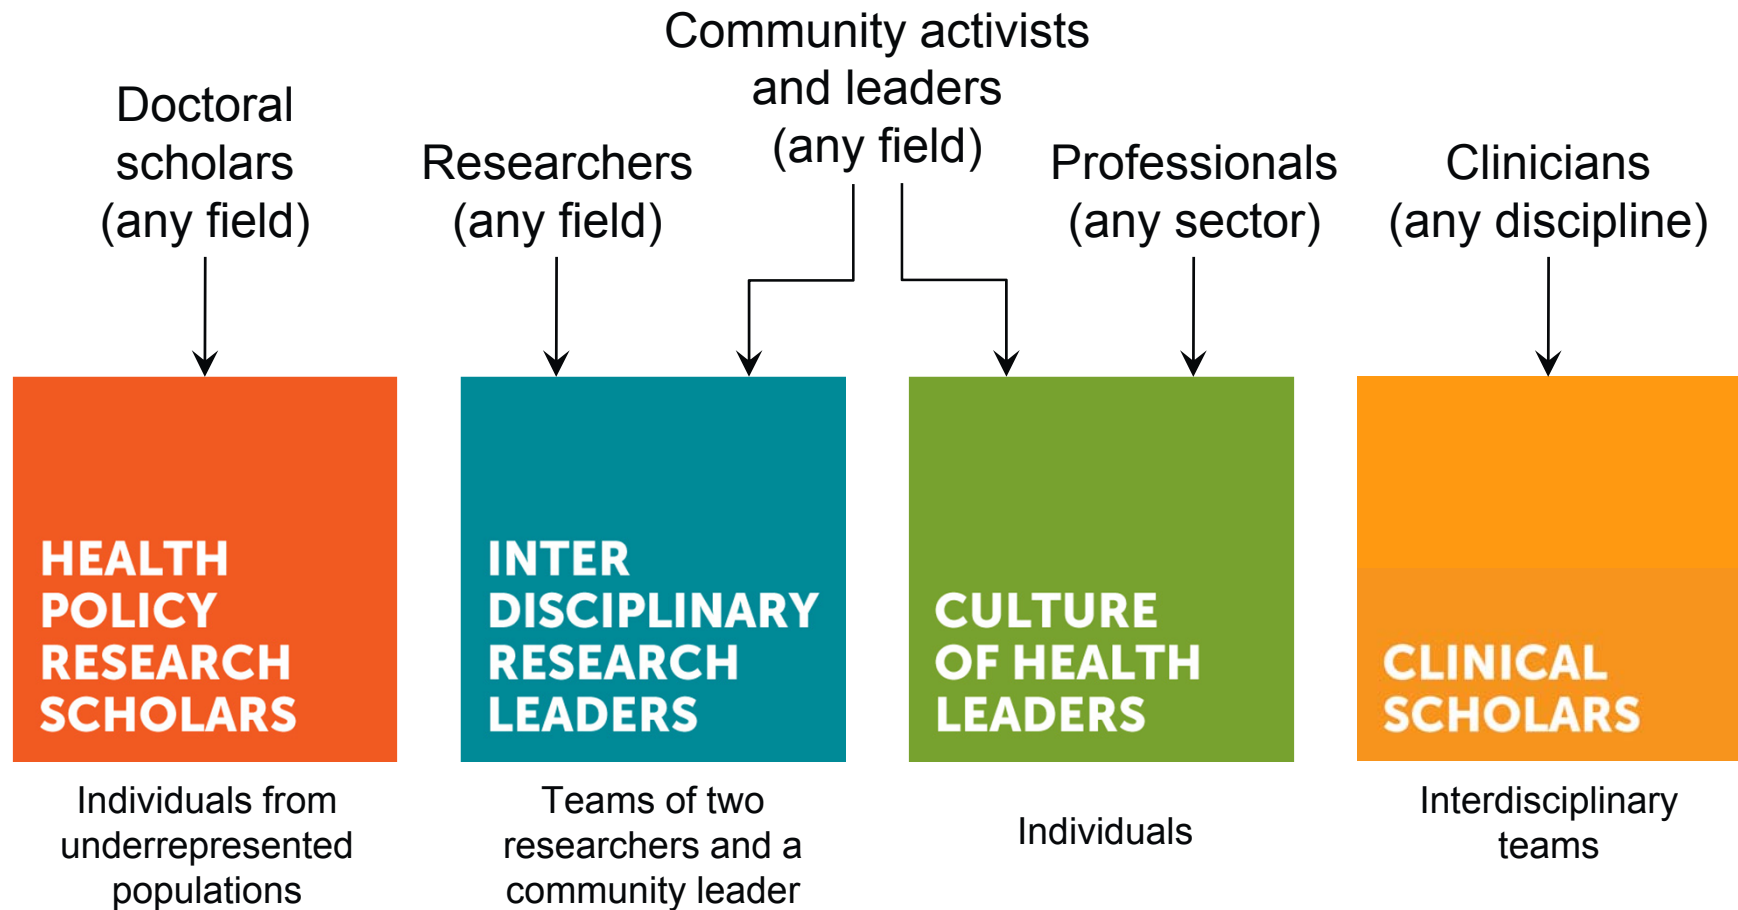 Community activists
and leaders
(any field)
Doctoral
scholars
(any field)
Researchers
(any field)
Professionals
(any sector)
Clinicians
(any discipline)
HEALTH
POLICY
RESEARCH
SCHOLARS
INTER
DISCIPLINARY
RESEARCH
LEADERS
CULTURE
OF HEALTH
LEADERS
CLINICAL
SCHOLARS
Individuals from
underrepresented
populations
Teams of two
researchers and a
community leader
Individuals
Interdisciplinary
teams